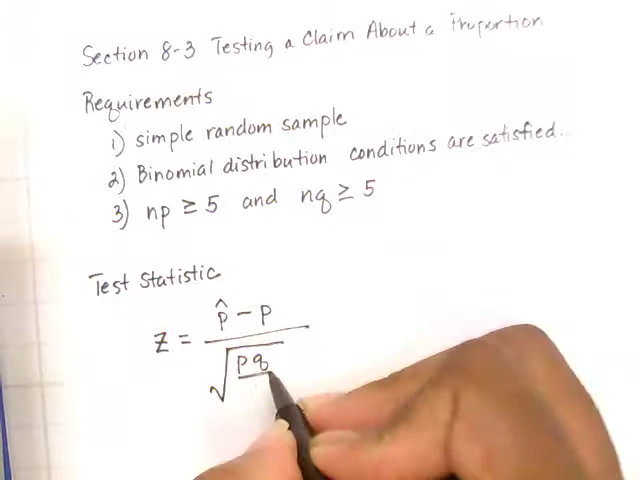 Section 8-3 Testing a Claim About a Proportion
Requirements
1) simple random sample
2) Binomial distribution conditions are satisfied...
3) np ≥ 5 and nq ≥ 5
Test Statistic
z = p̂ - p
√pq